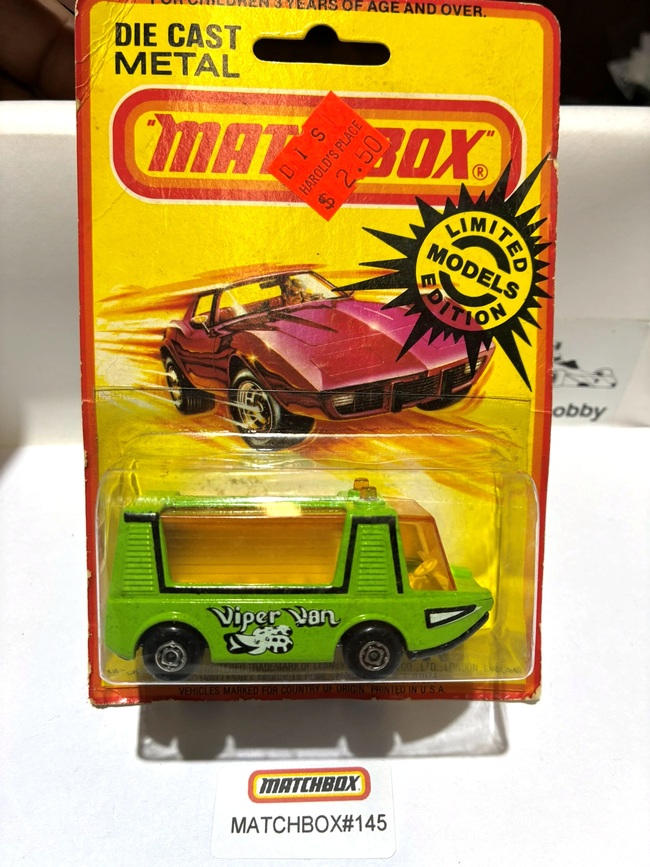 FOR CHILDREN 3 YEARS OF AGE AND OVER.
DIE CAST
METAL
"MATCHBOX"®
DIS
HAROLD'S PLACE
$ 2.50
LIMITED
MODELS
EDITION
obby
Viper Van
VEHICLES MARKED FOR COUNTRY OF ORIGIN. PRINTED IN U.S.A.
MATCHBOX
MATCHBOX#145